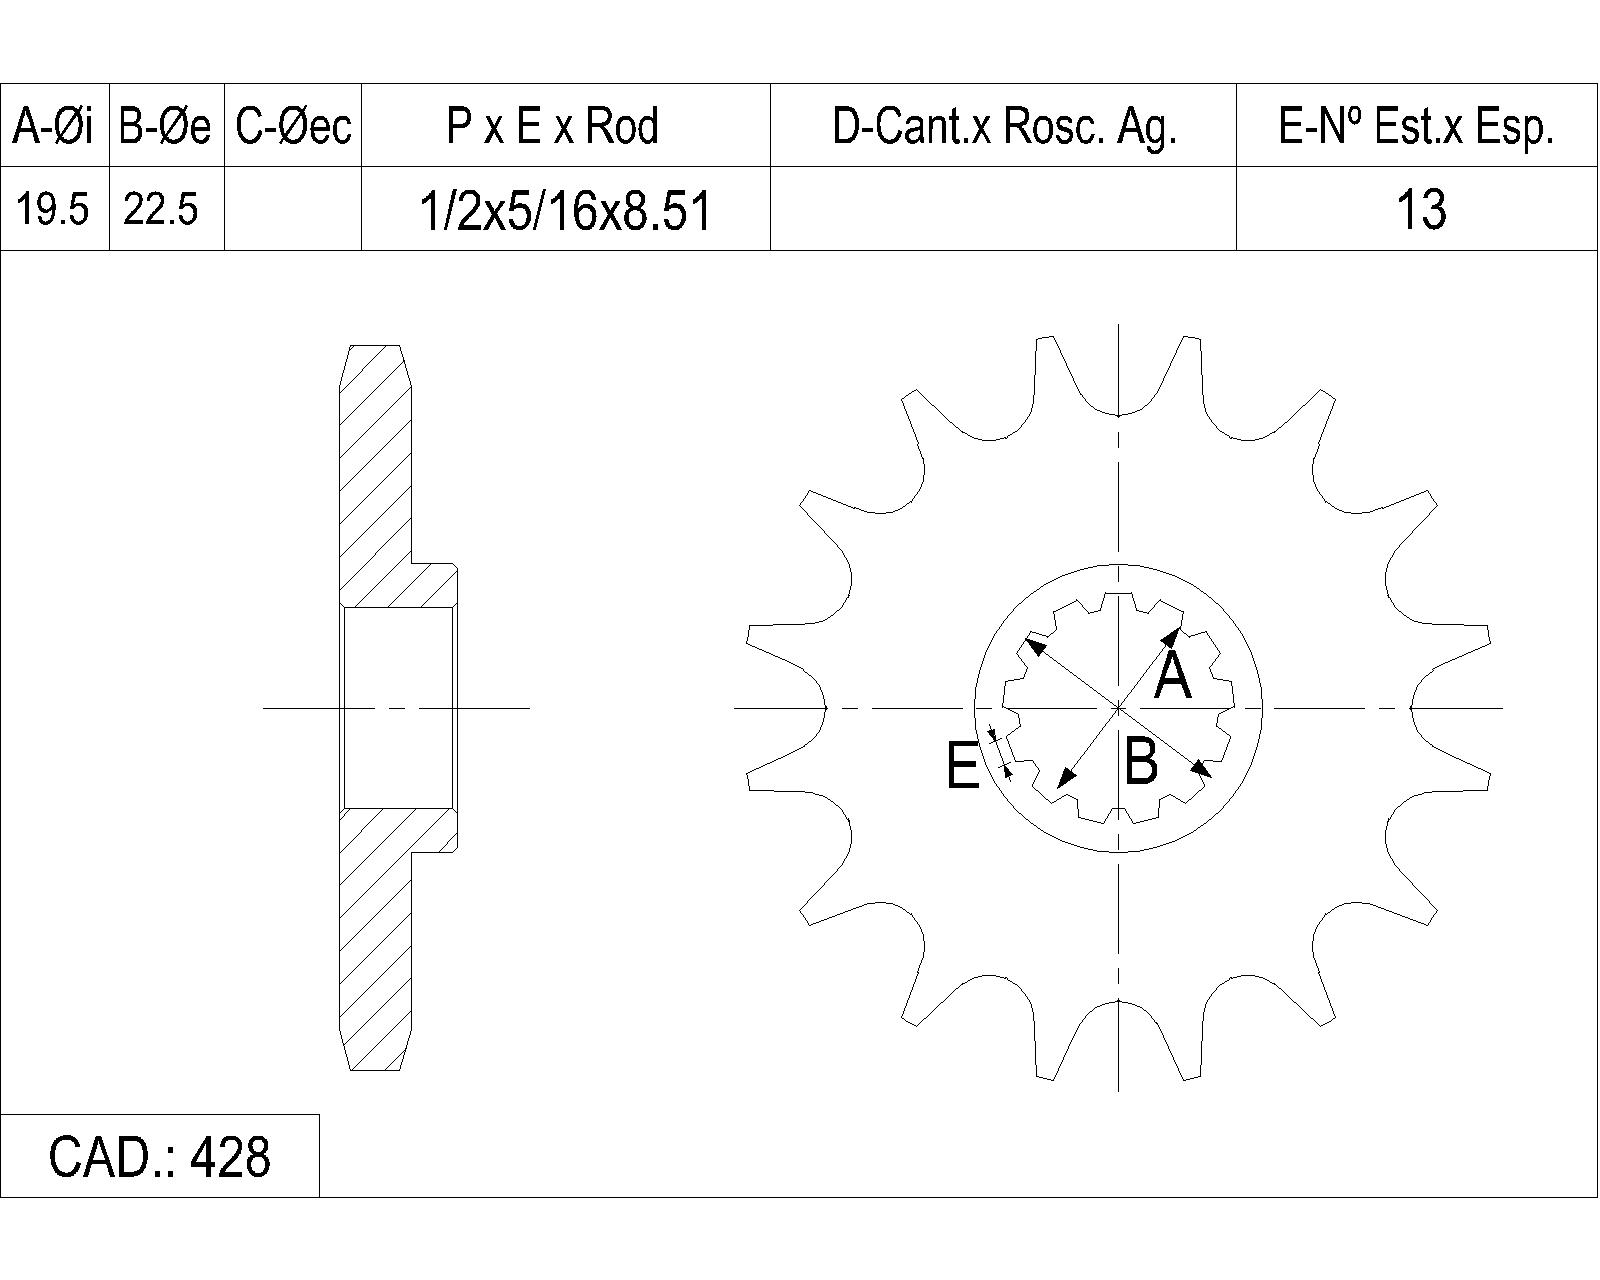 A-Øi B-Øe C-Øec P x E x Rod D-Cant.x Rosc. Ag. E-Nº Est.x Esp.
19.5 22.5 1/2x5/16x8.51 13
A
B
E
CAD.: 428